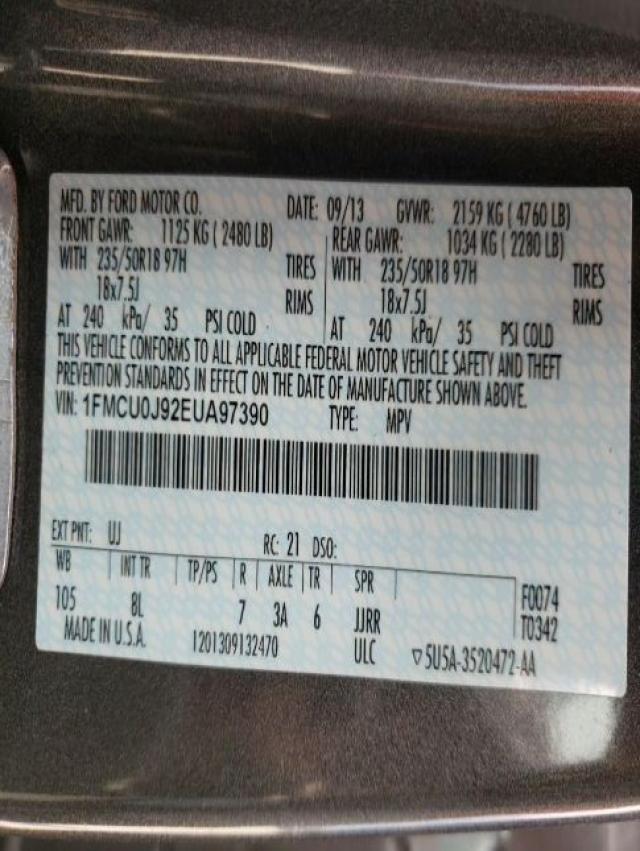 MFD. BY FORD MOTOR CO. DATE: 09/13 GVWR: 2159 KG ( 4760 LB)
FRONT GAWR: 1125 KG ( 2480 LB) REAR GAWR: 1034 KG ( 2280 LB)
WITH 235/50R18 97H TIRES WITH 235/50R18 97H TIRES
18x7.5J RIMS 18x7.5J RIMS
AT 240 kPa/ 35 PSI COLD AT 240 kPa/ 35 PSI COLD
THIS VEHICLE CONFORMS TO ALL APPLICABLE FEDERAL MOTOR VEHICLE SAFETY AND THEFT
PREVENTION STANDARDS IN EFFECT ON THE DATE OF MANUFACTURE SHOWN ABOVE.
VIN: 1FMCU0J92EUA97390 TYPE: MPV
EXT PNT: UJ RC: 21 DSO:
WB INT TR TP/PS R AXLE TR SPR F0074
105 8L 7 3A 6 JJRR T0342
MADE IN U.S.A. 1201309132470 ULC ▽5U5A-3520472-AA